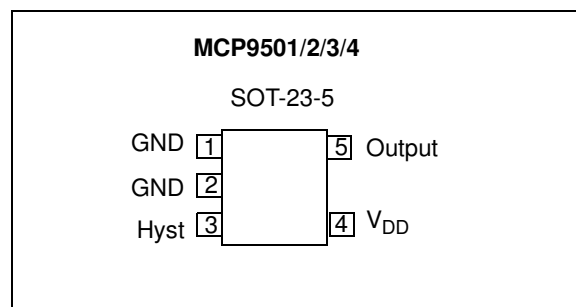 MCP9501/2/3/4
SOT-23-5
GND 1 5 Output
GND 2
Hyst 3 4 VDD